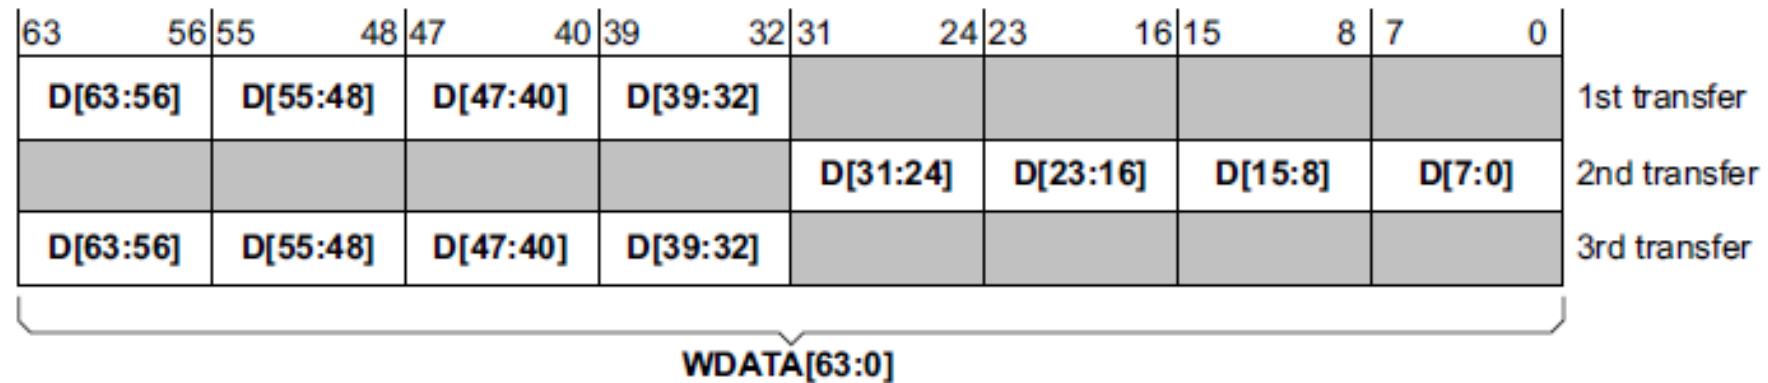 63 56 55 48 47 40 39 32 31 24 23 16 15 8 7 0
D[63:56] D[55:48] D[47:40] D[39:32] 1st transfer
D[31:24] D[23:16] D[15:8] D[7:0] 2nd transfer
D[63:56] D[55:48] D[47:40] D[39:32] 3rd transfer
WDATA[63:0]